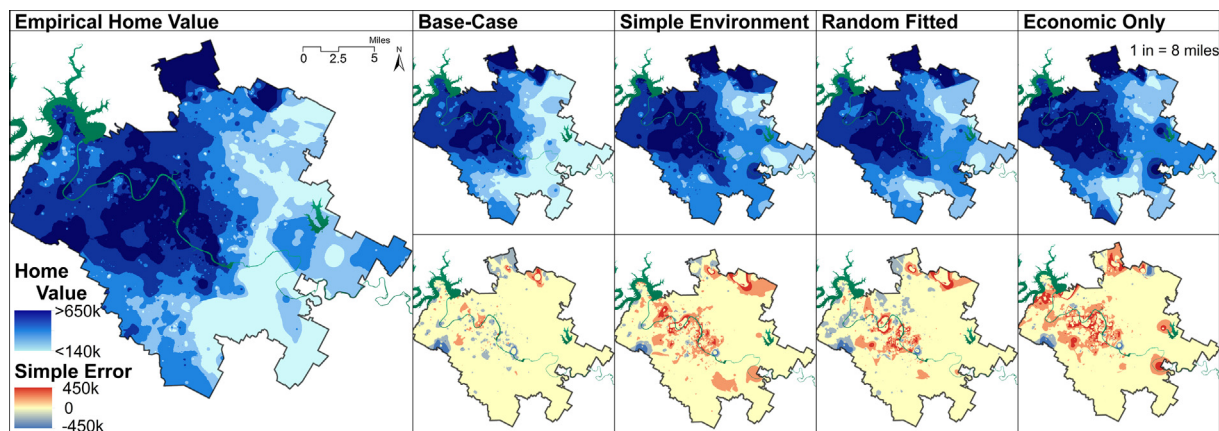 Empirical Home Value
Base-Case
Simple Environment
Random Fitted
Economic Only
Miles
0 2.5 5
N
1 in = 8 miles
Home
Value
>650k
<140k
Simple Error
450k
0
-450k